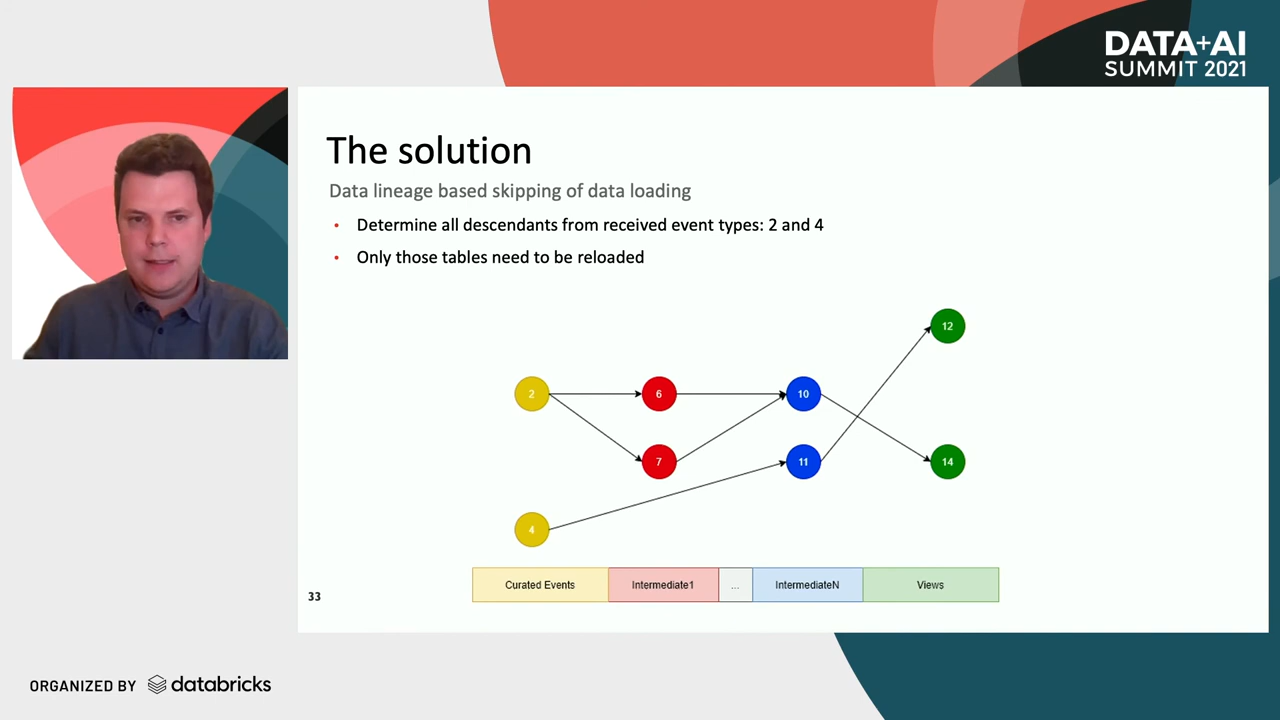 DATA+AI
SUMMIT 2021
The solution
Data lineage based skipping of data loading
• Determine all descendants from received event types: 2 and 4
• Only those tables need to be reloaded
12
2
6
10
7
11
14
4
Curated Events
Intermediate1
...
IntermediateN
Views
33
ORGANIZED BY databricks